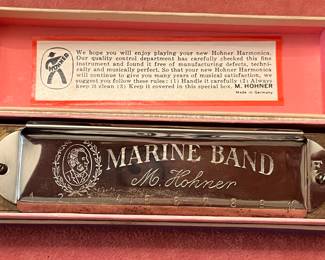 HOHNER
We hope you will enjoy playing your new Hohner Harmonica.
Our quality control department has carefully checked this fine
instrument and found it free of manufacturing defects, techni-
cally and musically perfect. So that your new Hohner Harmonica
will continue to give you many years of musical satisfaction, we
suggest you follow these rules: (1) Handle it carefully (2) Always
keep it clean (3) Keep it covered in this special box. M. HOHNER
Made in Germany
MARINE BAND
M. Hohner